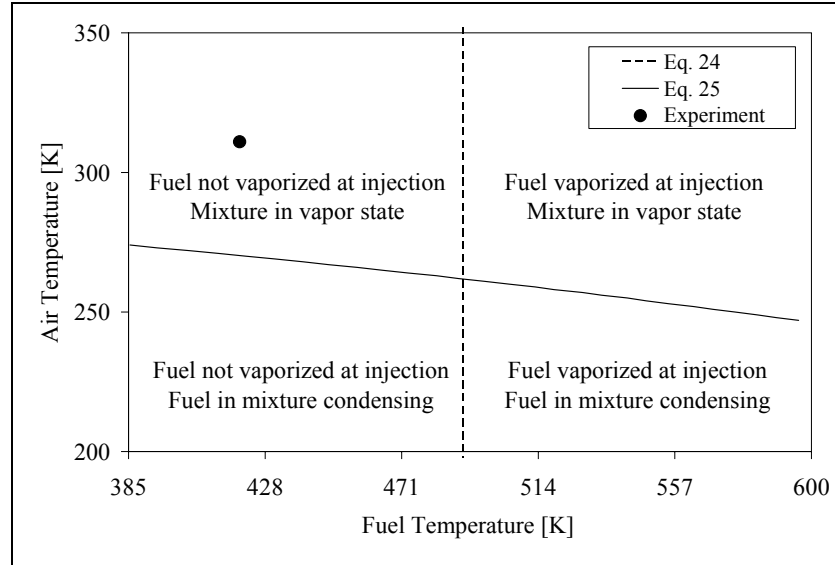 350
Eq. 24
Eq. 25
Experiment
300
Fuel not vaporized at injection
Mixture in vapor state
Fuel vaporized at injection
Mixture in vapor state
Air Temperature [K]
250
Fuel not vaporized at injection
Fuel in mixture condensing
Fuel vaporized at injection
Fuel in mixture condensing
200
385 428 471 514 557 600
Fuel Temperature [K]